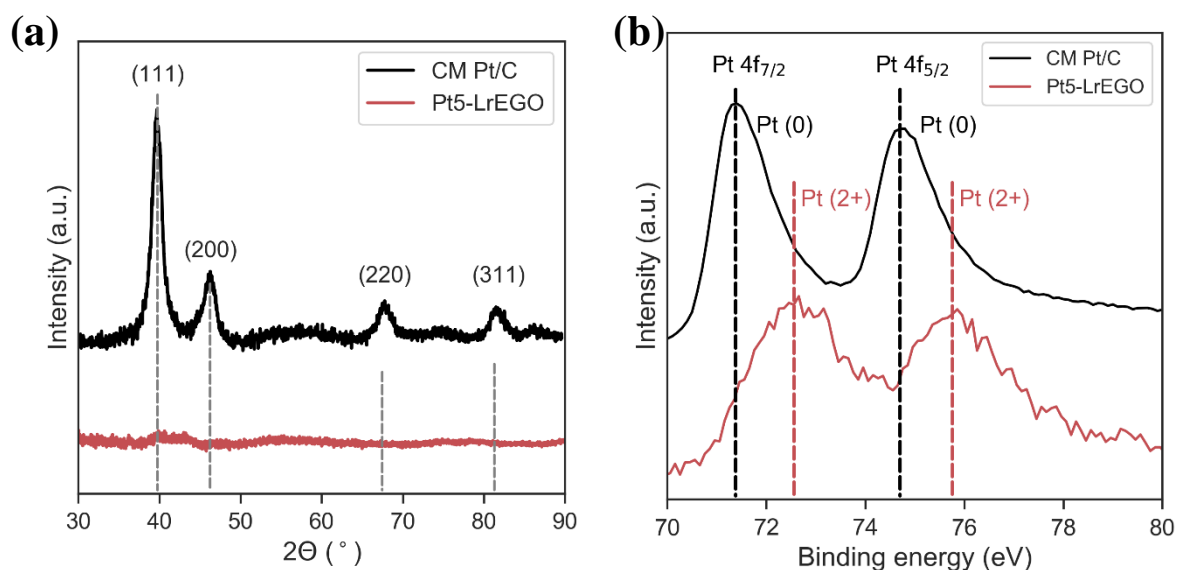 (a)
CM Pt/C
Pt5-LrEGO
(111)
(200)
(220)
(311)
Intensity (a.u.)
30 40 50 60 70 80 90
2Θ (°)
(b)
Pt 4f7/2 Pt 4f5/2
CM Pt/C
Pt5-LrEGO
Pt (0) Pt (0)
Pt (2+) Pt (2+)
Intensity (a.u.)
70 72 74 76 78 80
Binding energy (eV)